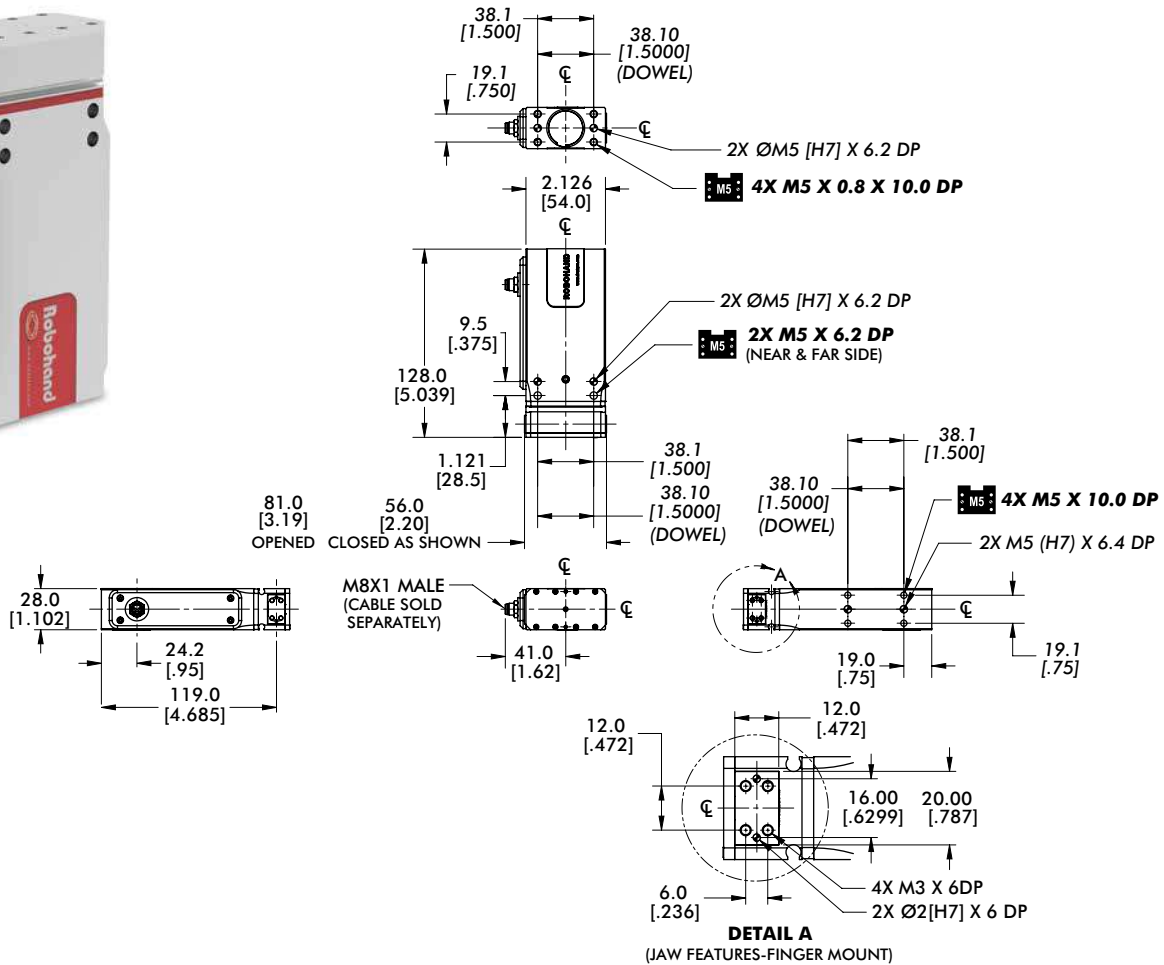 38.1
[1.500]
38.10
[1.5000]
(DOWEL)
19.1
[.750]
℄
℄
2X ØM5 [H7] X 6.2 DP
M5 4X M5 X 0.8 X 10.0 DP
2.126
[54.0]
℄
ROBOHAND
2X ØM5 [H7] X 6.2 DP
9.5
[.375]
M5 2X M5 X 6.2 DP
(NEAR & FAR SIDE)
128.0
[5.039]
1.121
[28.5]
38.1
[1.500]
38.10
[1.5000]
(DOWEL)
81.0
[3.19]
OPENED
56.0
[2.20]
CLOSED AS SHOWN
38.1
[1.500]
38.10
[1.5000]
(DOWEL)
M5 4X M5 X 10.0 DP
2X M5 (H7) X 6.4 DP
Robohand
28.0
[1.102]
24.2
[.95]
119.0
[4.685]
M8X1 MALE
(CABLE SOLD
SEPARATELY)
℄
℄
41.0
[1.62]
A
℄
19.0
[.75]
19.1
[.75]
12.0
[.472]
12.0
[.472]
℄
16.00
[.6299]
20.00
[.787]
6.0
[.236]
4X M3 X 6DP
2X Ø2[H7] X 6 DP
DETAIL A
(JAW FEATURES-FINGER MOUNT)